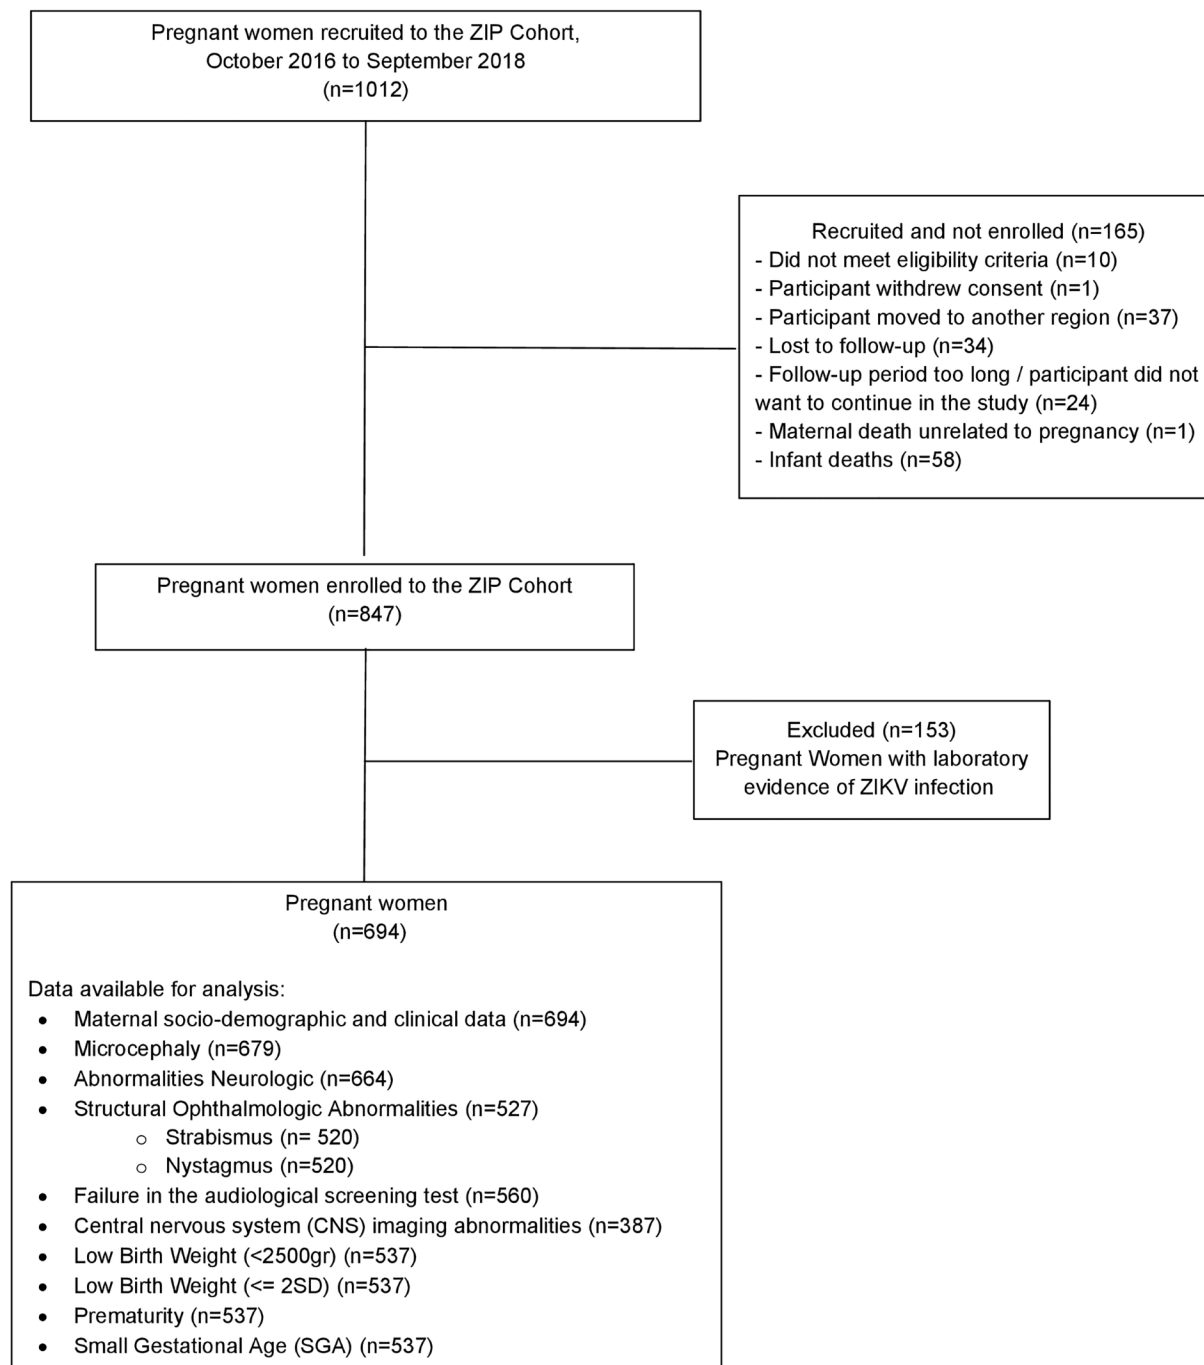 Pregnant women recruited to the ZIP Cohort,
October 2016 to September 2018
(n=1012)
Recruited and not enrolled (n=165)
- Did not meet eligibility criteria (n=10)
- Participant withdrew consent (n=1)
- Participant moved to another region (n=37)
- Lost to follow-up (n=34)
- Follow-up period too long / participant did not
want to continue in the study (n=24)
- Maternal death unrelated to pregnancy (n=1)
- Infant deaths (n=58)
Pregnant women enrolled to the ZIP Cohort
(n=847)
Excluded (n=153)
Pregnant Women with laboratory
evidence of ZIKV infection
Pregnant women
(n=694)
Data available for analysis:
• Maternal socio-demographic and clinical data (n=694)
• Microcephaly (n=679)
• Abnormalities Neurologic (n=664)
• Structural Ophthalmologic Abnormalities (n=527)
o Strabismus (n= 520)
o Nystagmus (n=520)
• Failure in the audiological screening test (n=560)
• Central nervous system (CNS) imaging abnormalities (n=387)
• Low Birth Weight (<2500gr) (n=537)
• Low Birth Weight (<= 2SD) (n=537)
• Prematurity (n=537)
• Small Gestational Age (SGA) (n=537)